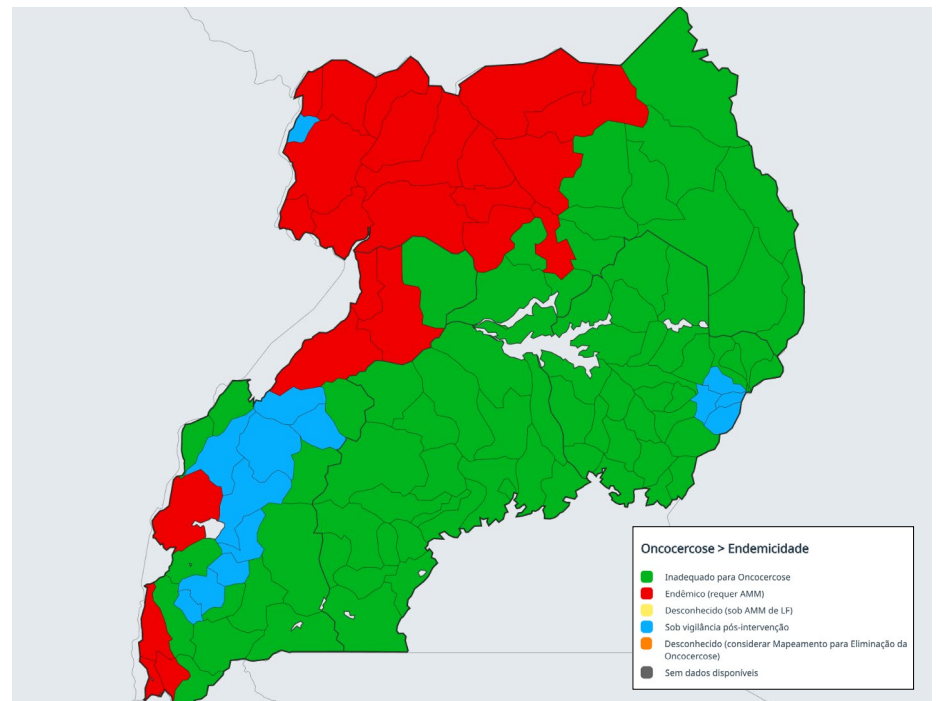 Oncocercose > Endemicidade
Inadequado para Oncocercose
Endêmico (requer AMM)
Desconhecido (sob AMM de LF)
Sob vigilância pós-intervenção
Desconhecido (considerar Mapeamento para Eliminação da
Oncocercose)
Sem dados disponíveis